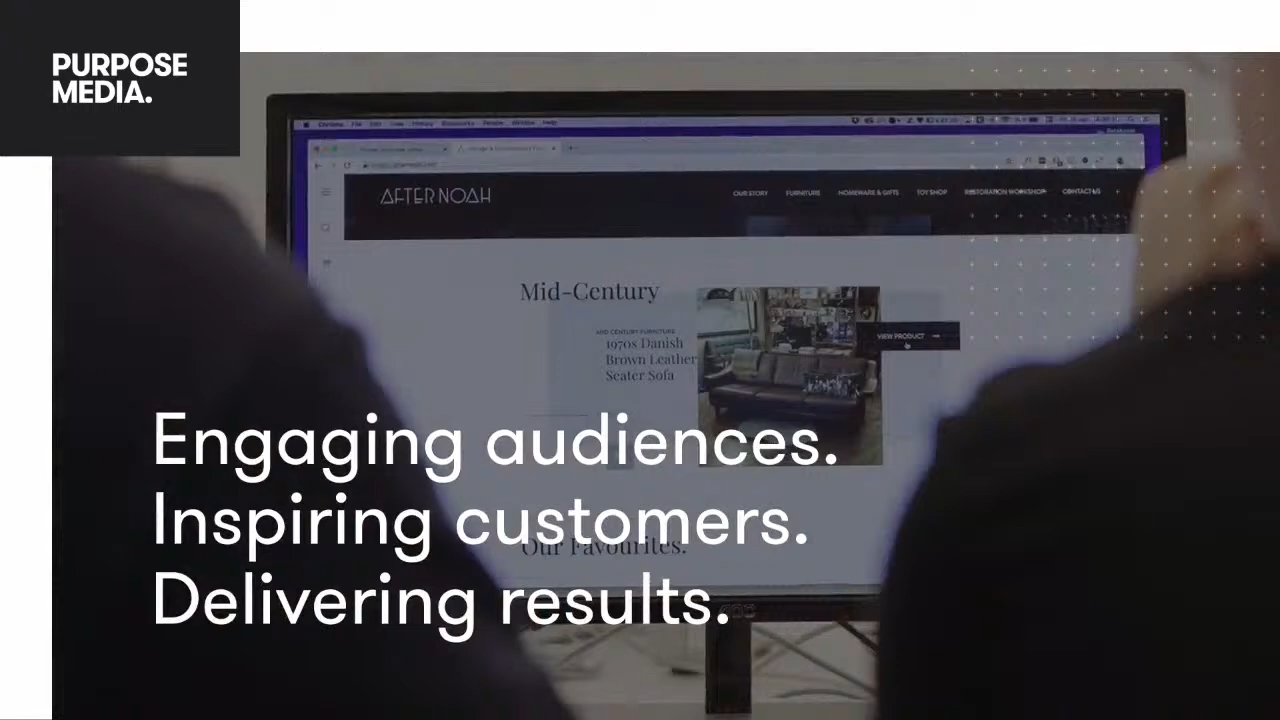 PURPOSE
MEDIA.
AFTER NOAH
OUR STORY
FURNITURE
HOMEWARE & GIFTS
TOY SHOP
RESTORATION WORKSHOP
CONTACT US
Mid-Century
MID CENTURY FURNITURE
1970s Danish
Brown Leather
Seater Sofa
VIEW PRODUCT
Engaging audiences.
Inspiring customers.
Delivering results.
Our Favourites.
AOC